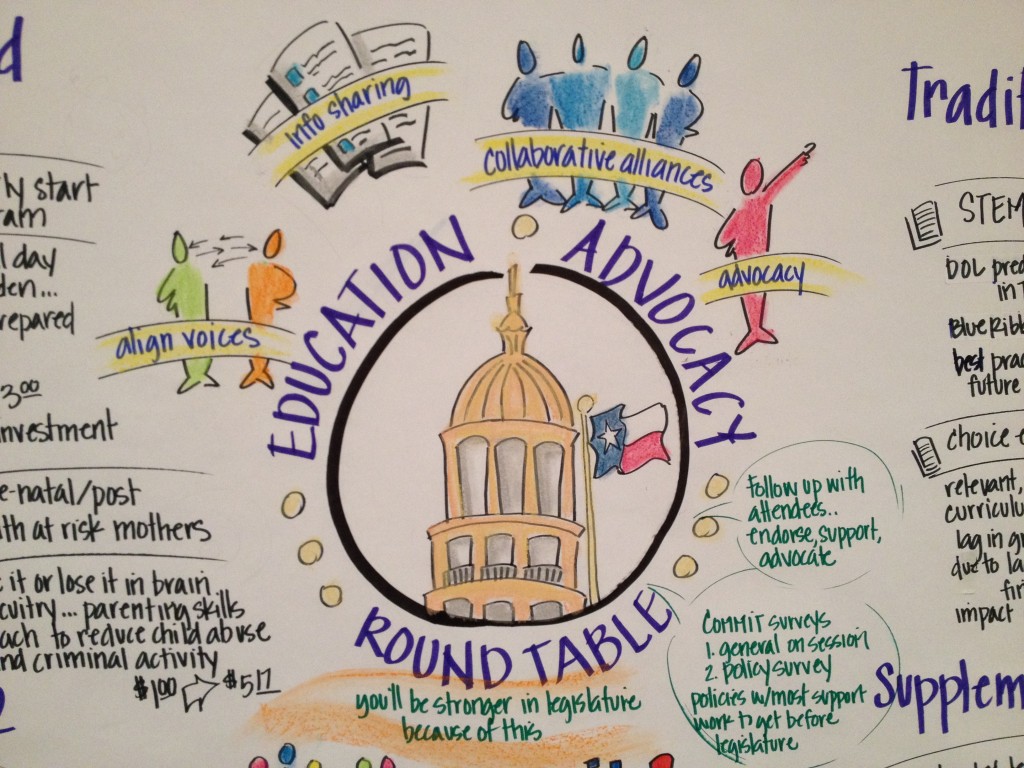 d
rly start
ram
l day
den...
repared
3.00
investment
e-natal/post
ith at risk mothers
it or lose it in brain
cuitry... parenting skills
ach to reduce child abuse
nd criminal activity
$1.00 $5.17
info sharing
collaborative alliances
advocacy
align voices
EDUCATION ADVOCACY
ROUND TABLE
you'll be stronger in legislature
because of this
Follow up with
attendees..
endorse, support,
advocate
COMMIT surveys
1. general on session
2. policy survey
policies w/most support
work to get before
legislature
Tradit
STEM
DOL pred
in T
Blue Ribb
best prac
future
choice
relevant,
curriculu
lag in gr
due to la
fir
impact
Supplem